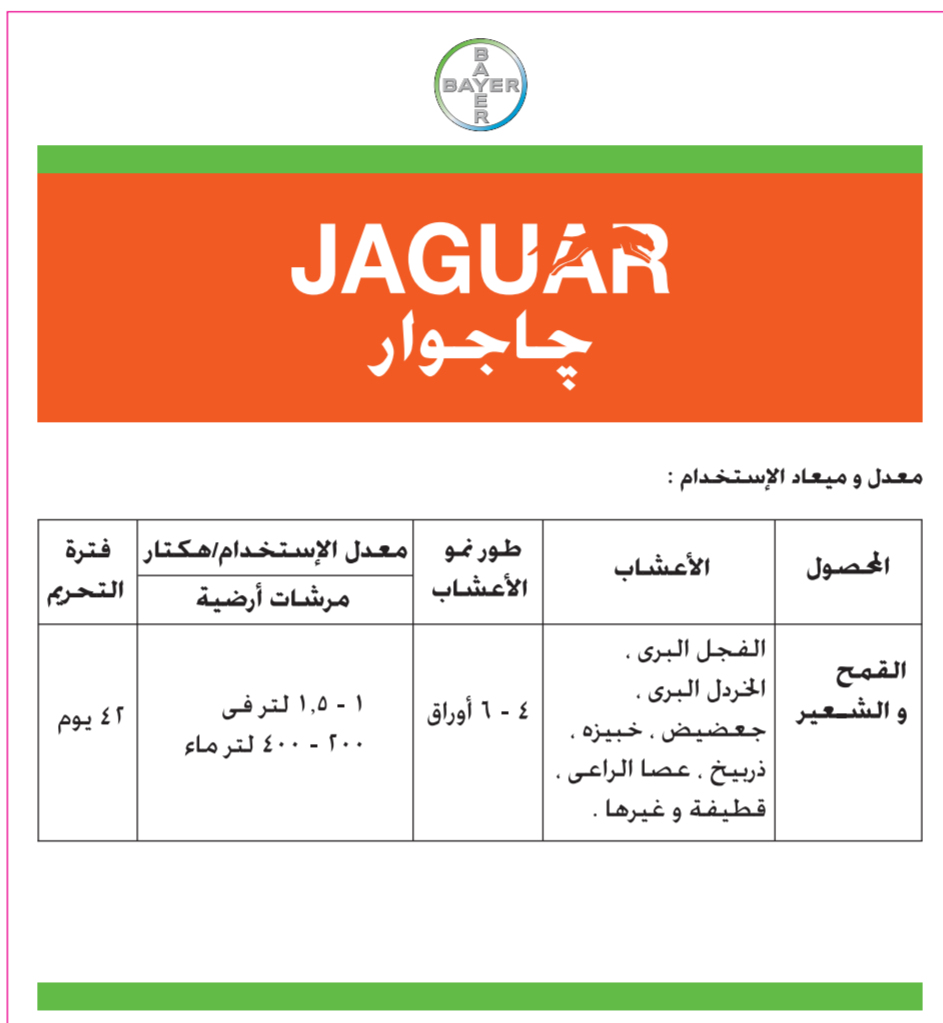 BAYER
BAYER
JAGUAR
چاجوار
معدل و ميعاد الإستخدام :
المحصول
الأعشاب
طور نمو
الأعشاب
معدل الإستخدام/هكتار
مرشات أرضية
فترة
التحريم
القمح
و الشعير
الفجل البرى ،
الخردل البرى ،
جعضيض ، خبيزه ،
ذربيخ ، عصا الراعى ،
قطيفة و غيرها .
٤ - ٦ أوراق
١ - ١,٥ لتر فى
٢٠٠ - ٤٠٠ لتر ماء
٤٢ يوم